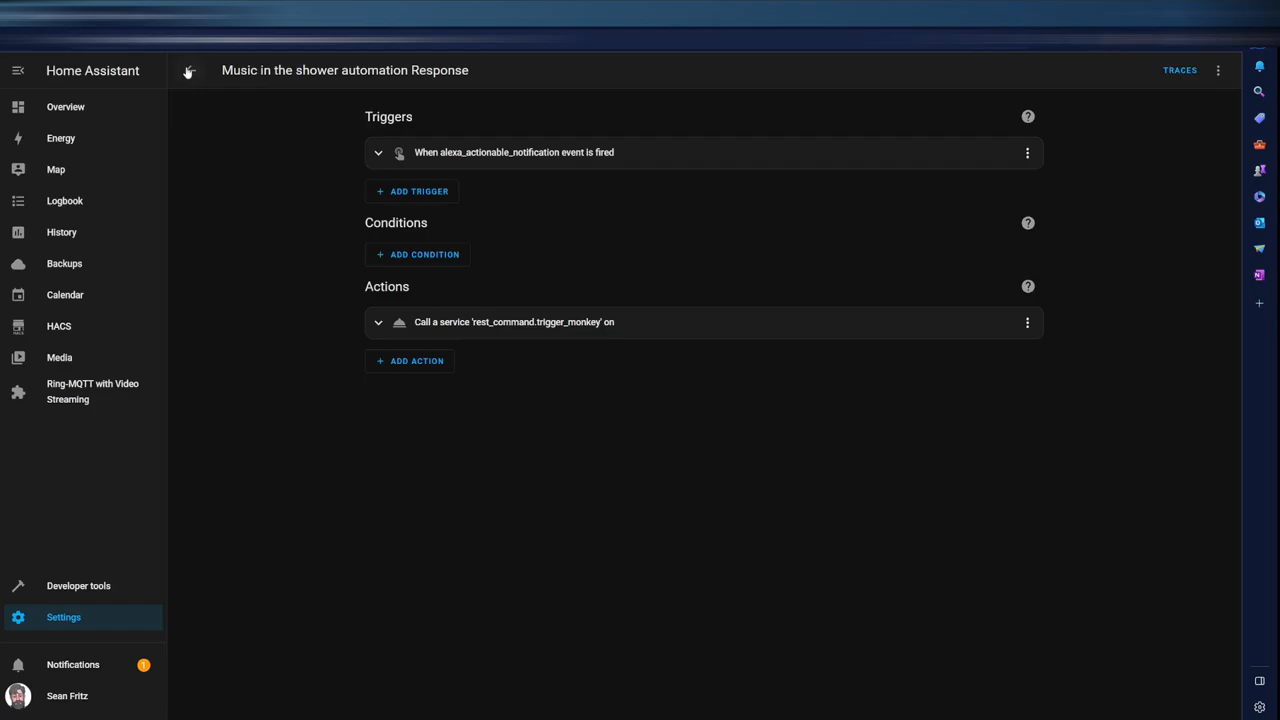 Home Assistant
Music in the shower automation Response
TRACES
Overview
Energy
Map
Logbook
History
Backups
Calendar
HACS
Media
Ring-MQTT with Video
Streaming
Developer tools
Settings
Notifications
1
Sean Fritz
Triggers
When alexa_actionable_notification event is fired
+ ADD TRIGGER
Conditions
+ ADD CONDITION
Actions
Call a service 'rest_command.trigger_monkey' on
+ ADD ACTION